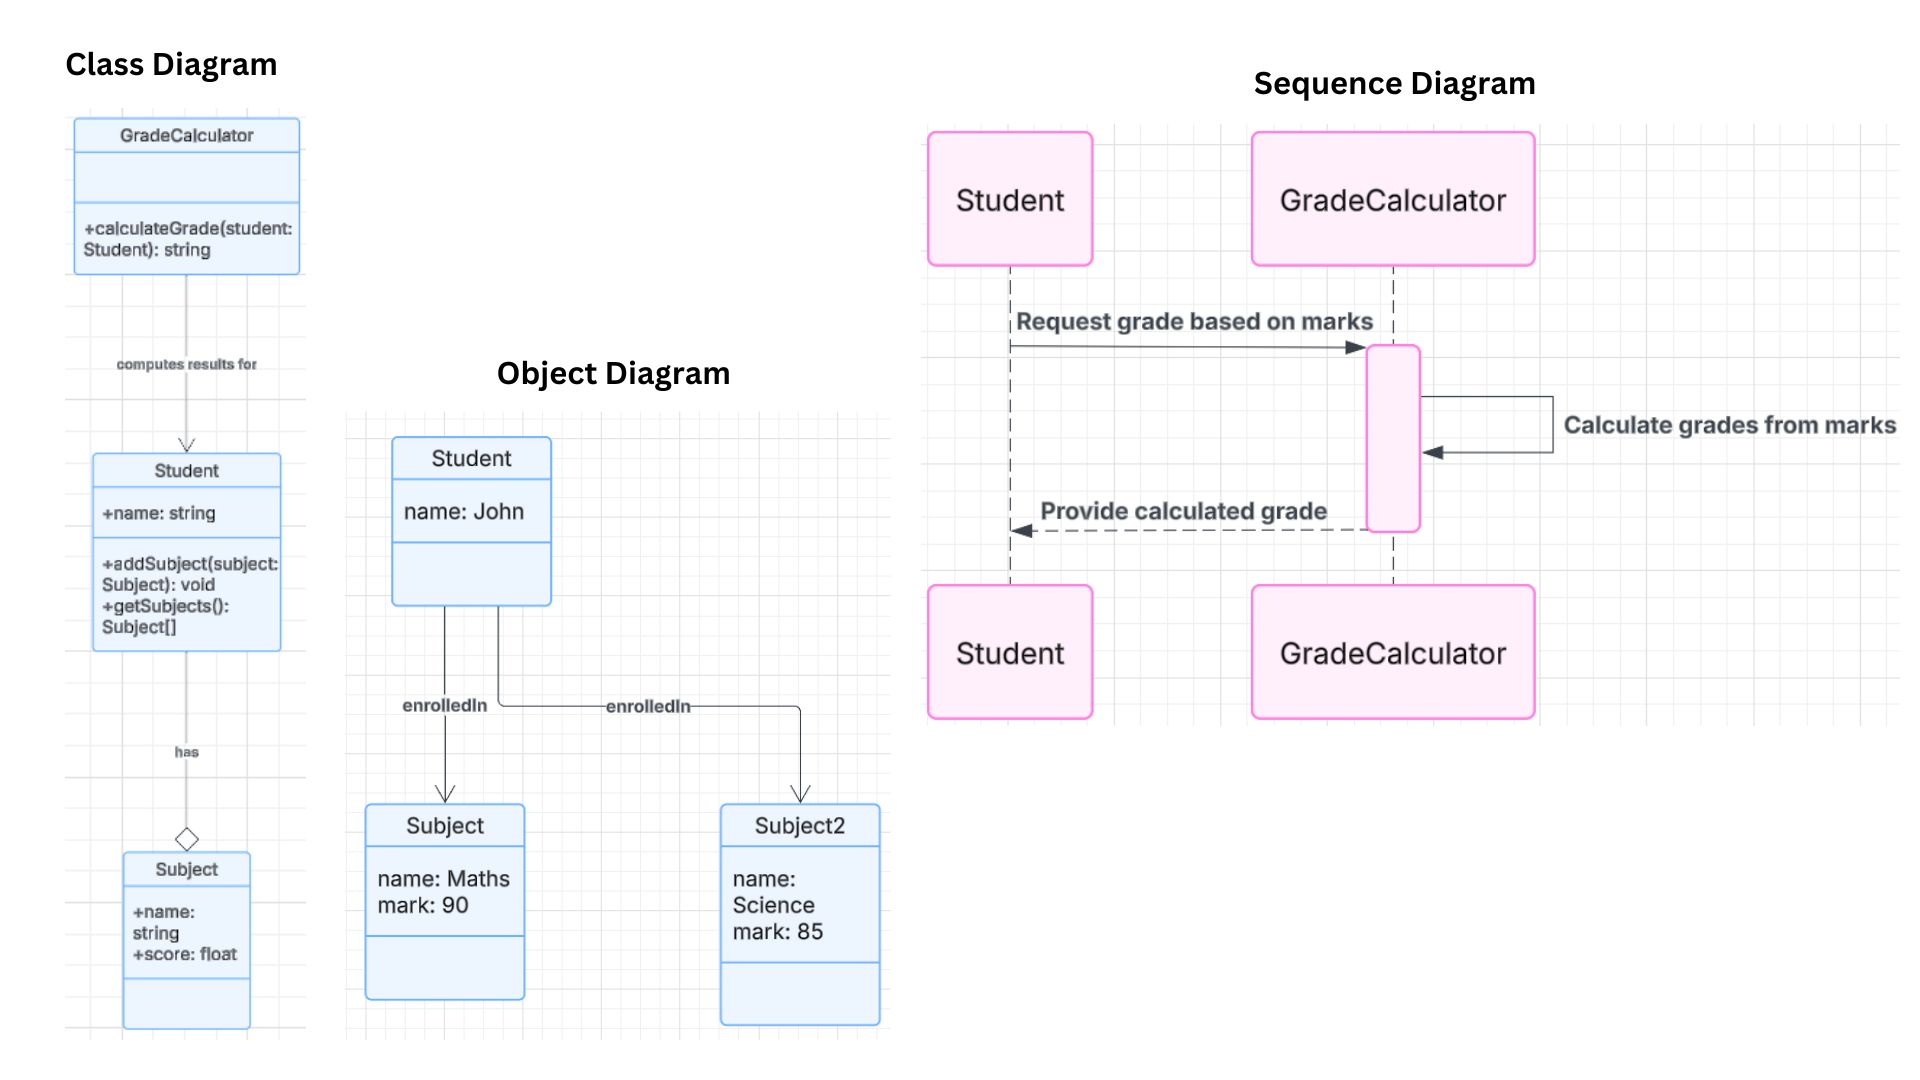 Class Diagram
GradeCalculator
+calculateGrade(student:
Student): string
computes results for
Student
+name: string
+addSubject(subject:
Subject): void
+getSubjects():
Subject[]
has
Subject
+name:
string
+score: float
Object Diagram
Student
name: John
enrolledIn
enrolledIn
Subject
name: Maths
mark: 90
Subject2
name:
Science
mark: 85
Sequence Diagram
Student
GradeCalculator
Request grade based on marks
Calculate grades from marks
Provide calculated grade
Student
GradeCalculator